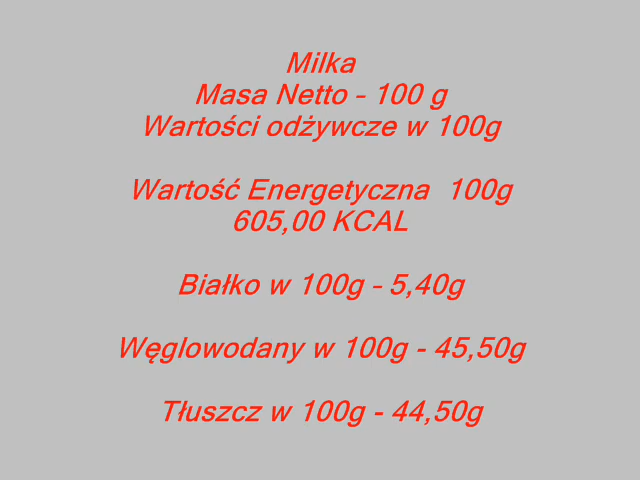 Milka
Masa Netto - 100 g
Wartości odżywcze w 100g
Wartość Energetyczna 100g
605,00 KCAL
Białko w 100g - 5,40g
Węglowodany w 100g - 45,50g
Tłuszcz w 100g - 44,50g